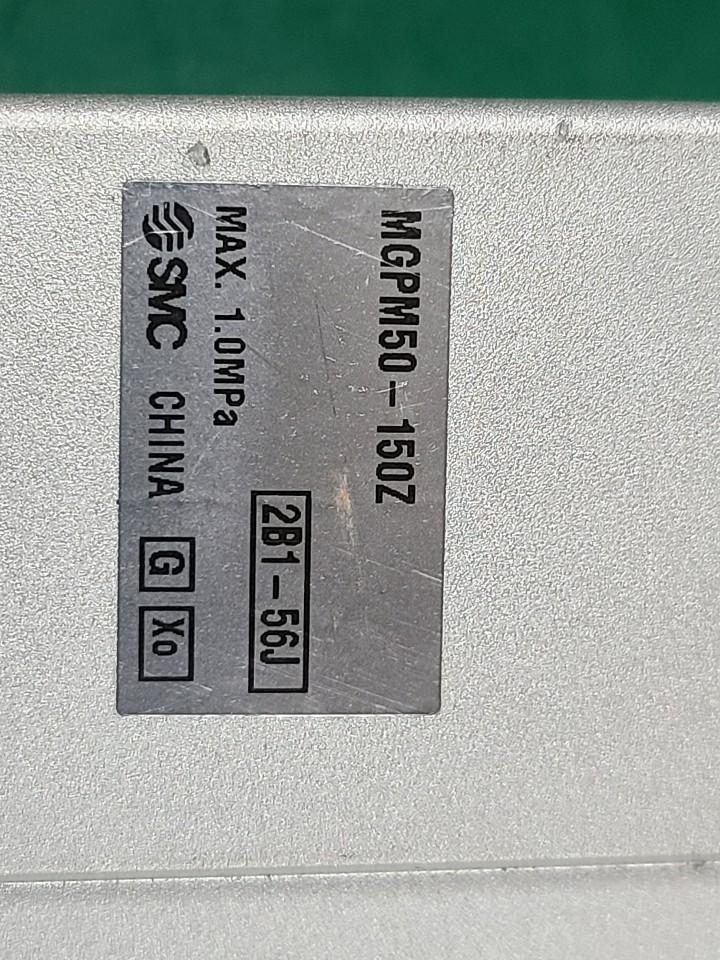 MGPM50-150Z
2B1-56J
MAX. 1.0MPa
SMC CHINA G Xo